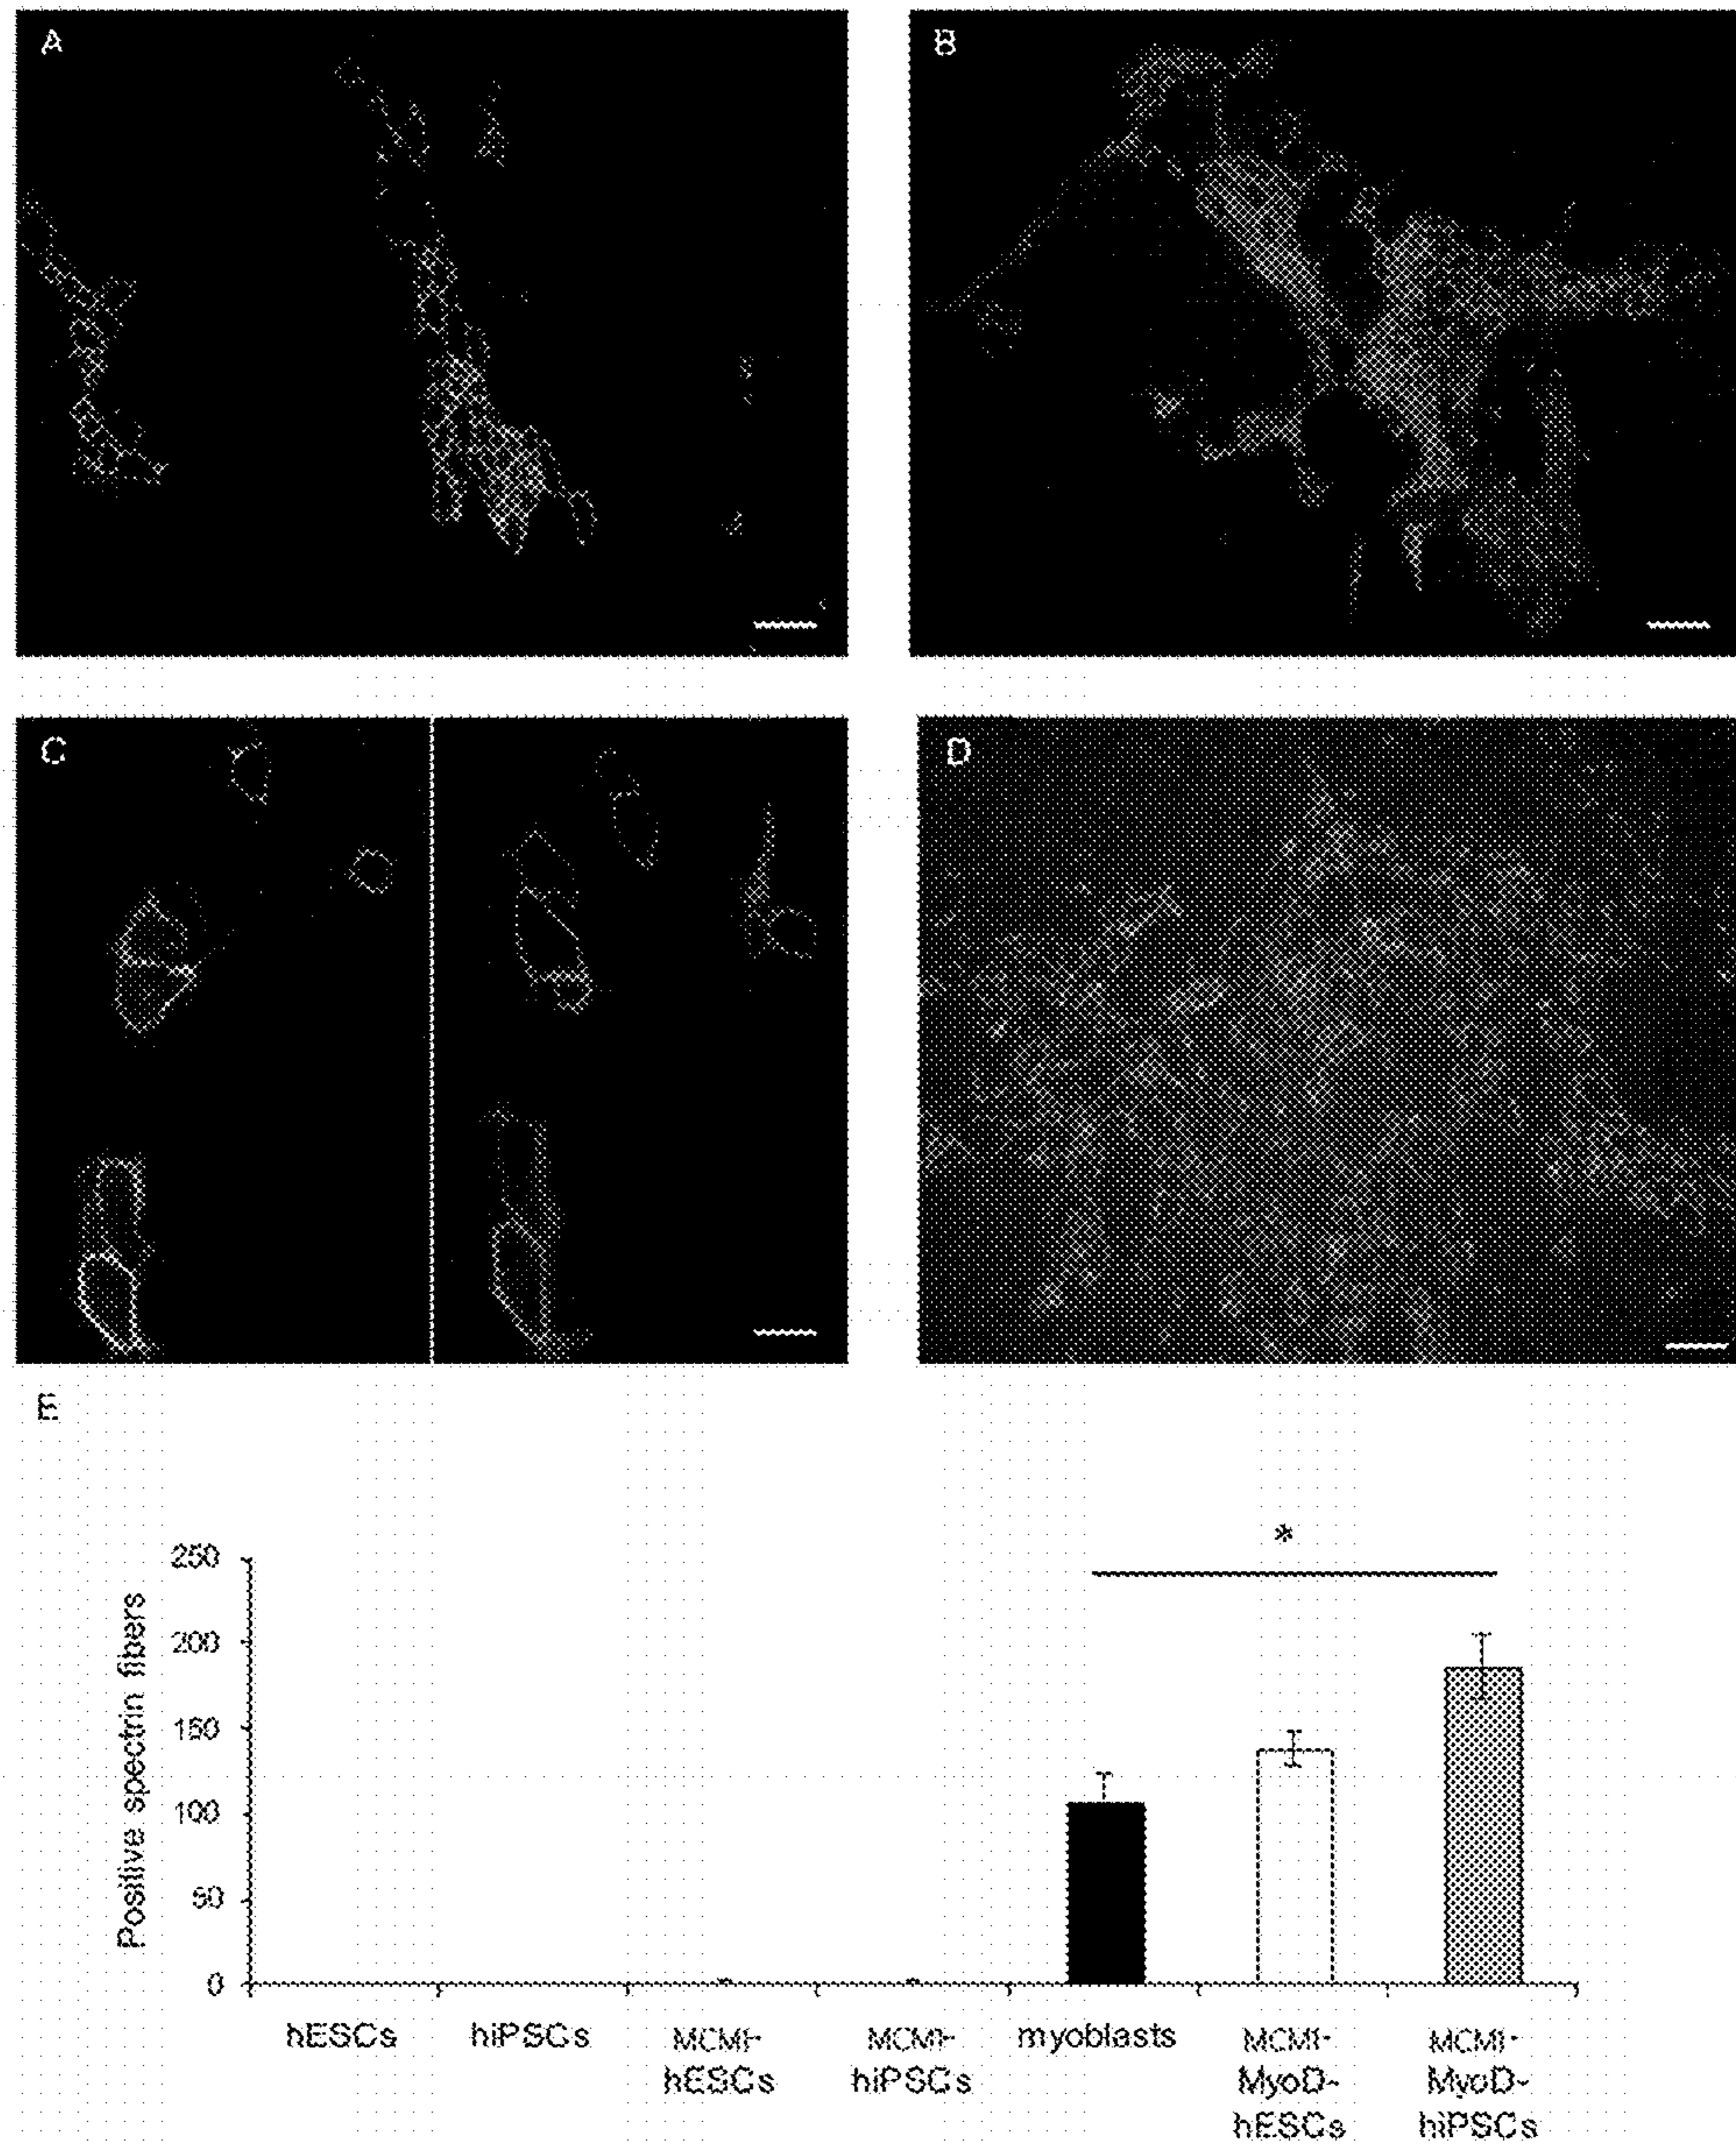 A
B
C
D
E
*
250
200
150
100
50
0
Positive spectrin fibers
hESCs
hiPSCs
MCMI-
hESCs
MCMI-
hiPSCs
myoblasts
MCMI-
MyoD-
hESCs
MCMI-
MyoD-
hiPSCs